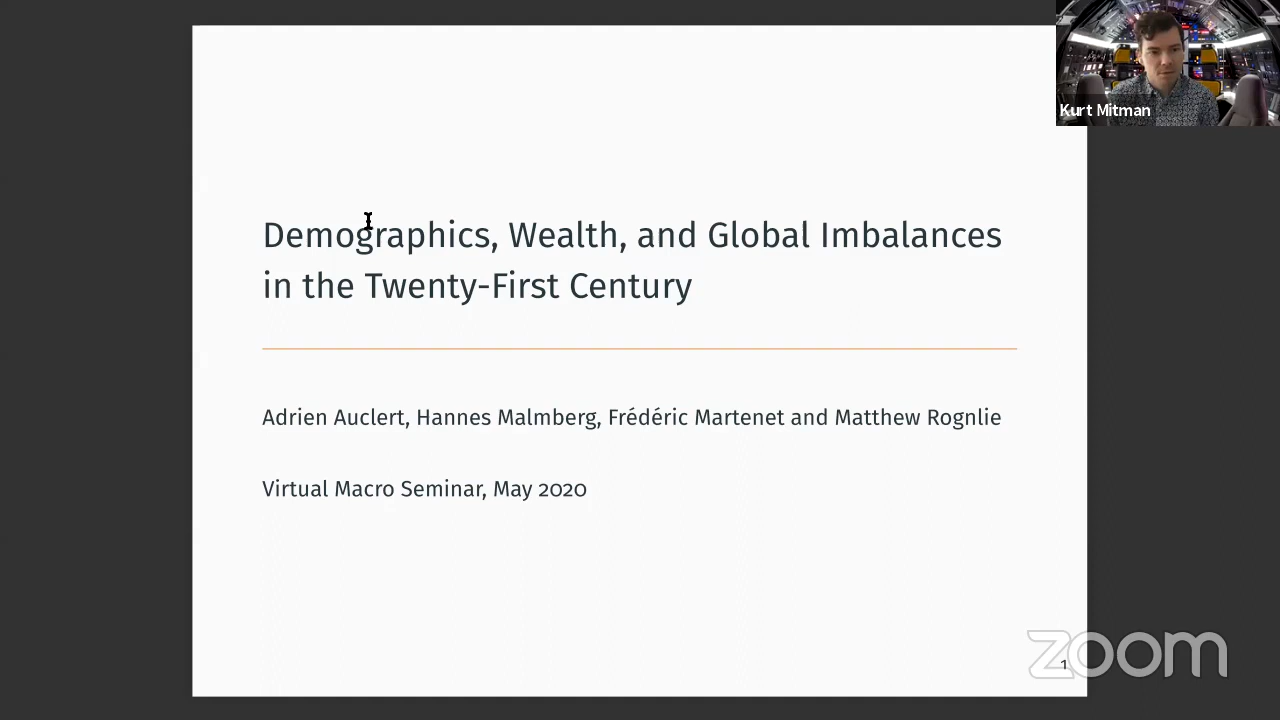 Kurt Mitman
Demographics, Wealth, and Global Imbalances
in the Twenty-First Century
Adrien Auclert, Hannes Malmberg, Frédéric Martenet and Matthew Rognlie
Virtual Macro Seminar, May 2020
zoom
1